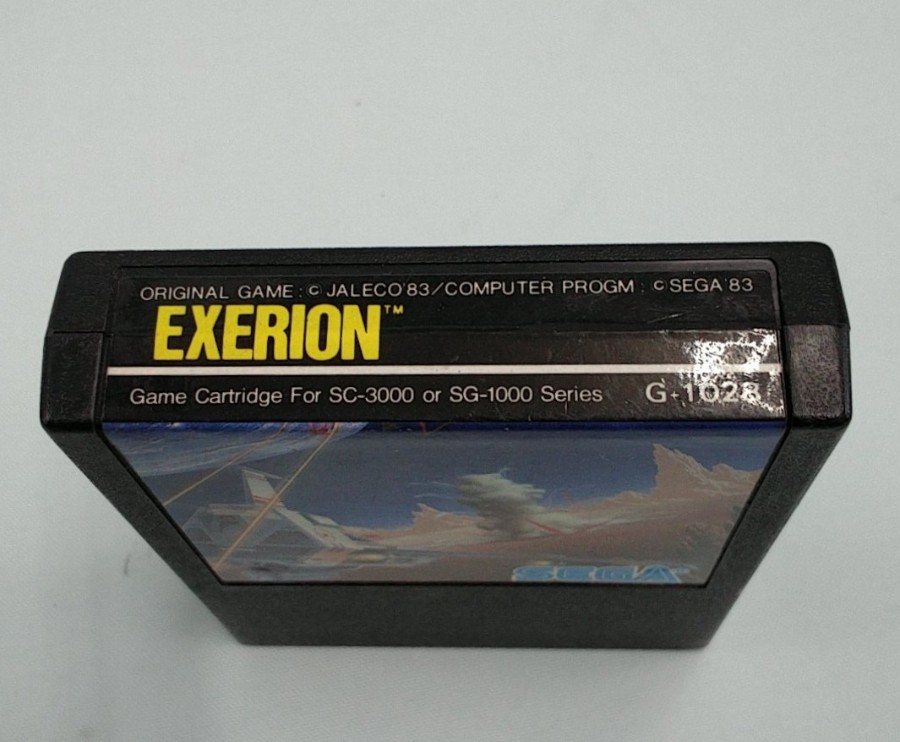 ORIGINAL GAME : © JALECO '83/COMPUTER PROGM : © SEGA '83
EXERION™
Game Cartridge For SC-3000 or SG-1000 Series G-1028
SEGA